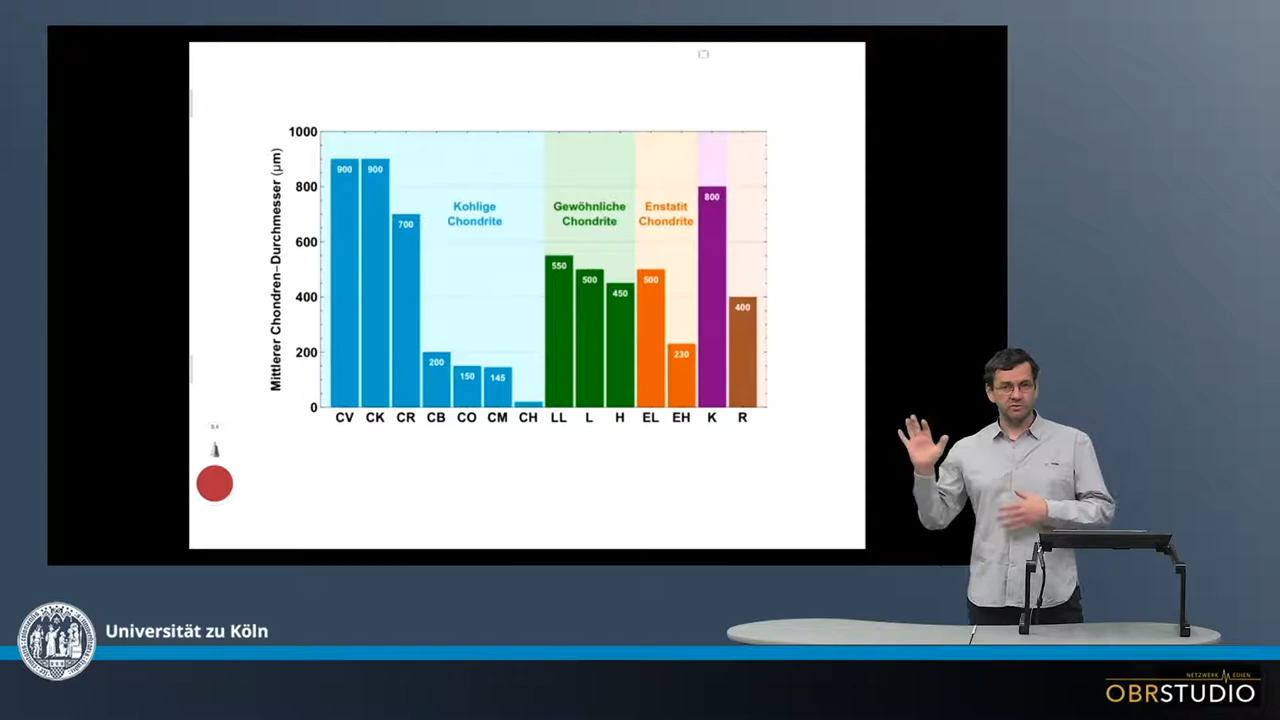 1000
800
600
400
200
0
Mittlerer Chondren-Durchmesser (µm)
900
900
700
200
150
145
550
500
450
500
230
800
400
Kohlige
Chondrite
Gewöhnliche
Chondrite
Enstatit
Chondrite
CV CK CR CB CO CM CH LL L H EL EH K R
Universität zu Köln
OBRSTUDIO